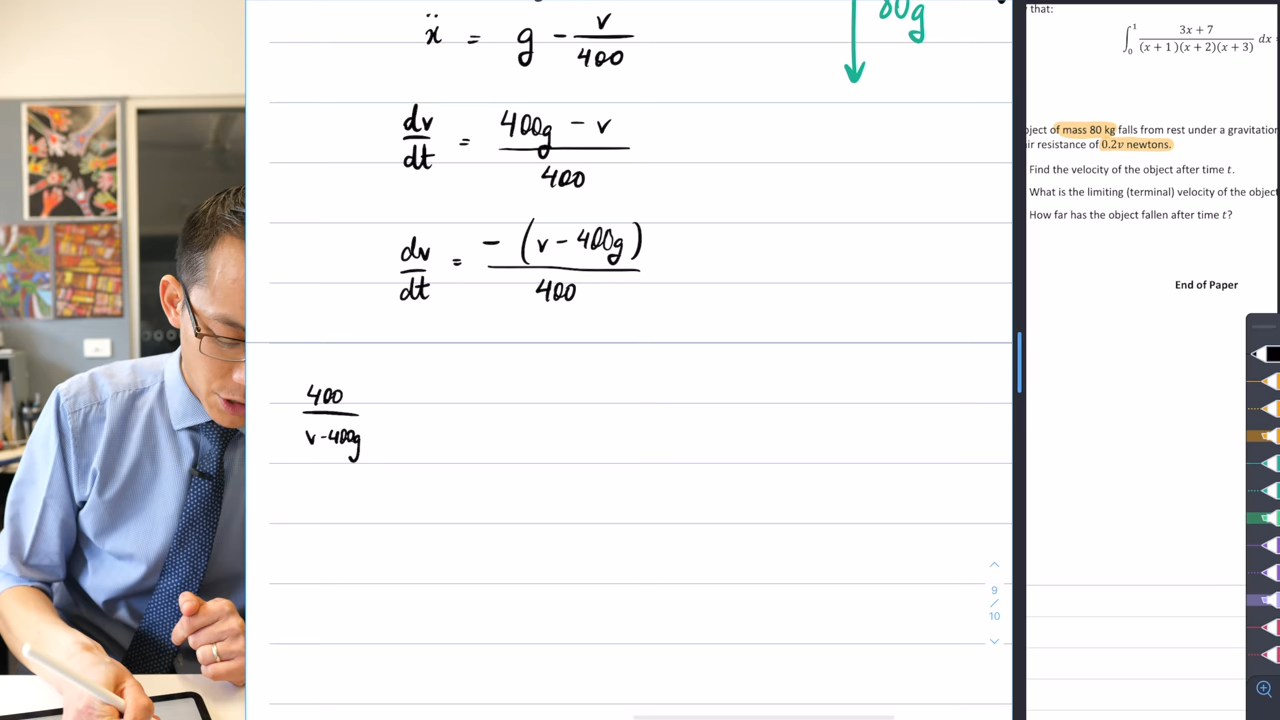 ẍ = g - v/400
80g
dv/dt = (400g - v)/400
dv/dt = -(v - 400g)/400
400/(v-400g)
9
/
10
that:
∫₀¹ (3x + 7)/((x + 1)(x + 2)(x + 3)) dx
ject of mass 80 kg falls from rest under a gravitation
ir resistance of 0.2v newtons.
Find the velocity of the object after time t.
What is the limiting (terminal) velocity of the objec
How far has the object fallen after time t?
End of Paper